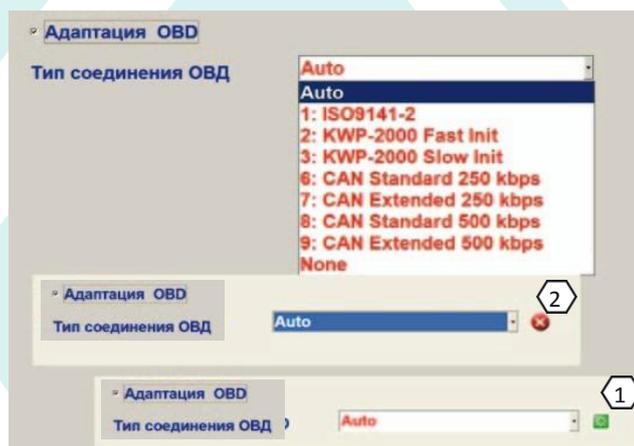 Адаптация OBD
Тип соединения ОВД
Auto
Auto
1: ISO9141-2
2: KWP-2000 Fast Init
3: KWP-2000 Slow Init
6: CAN Standard 250 kbps
7: CAN Extended 250 kbps
8: CAN Standard 500 kbps
9: CAN Extended 500 kbps
None
Адаптация OBD
2
Тип соединения ОВД Auto
Адаптация OBD
1
Тип соединения ОВД Auto